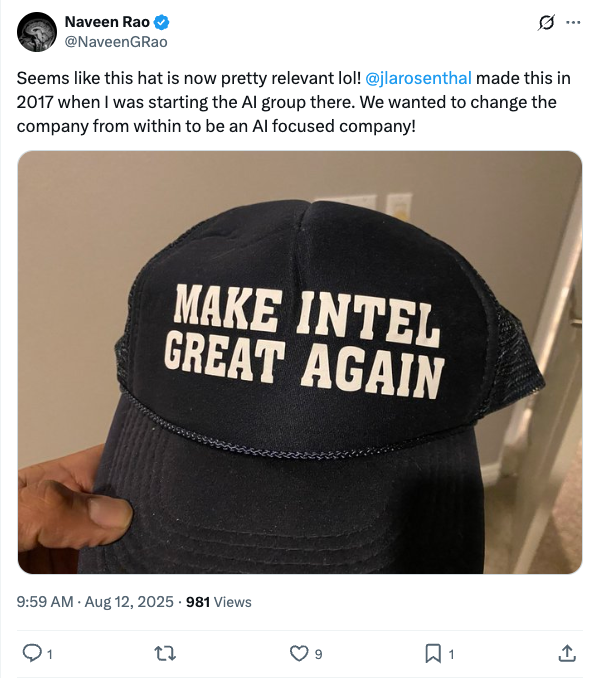 Naveen Rao
@NaveenGRao
Seems like this hat is now pretty relevant lol! @jlarosenthal made this in
2017 when I was starting the AI group there. We wanted to change the
company from within to be an AI focused company!
MAKE INTEL
GREAT AGAIN
9:59 AM · Aug 12, 2025 · 981 Views
1
9
1